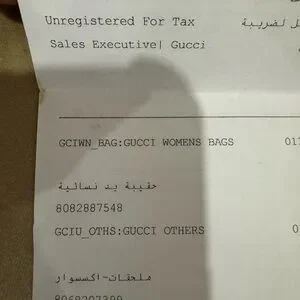 Unregistered For Tax
ل لضريبة
Sales Executive| Gucci
GCIWN_BAG:GUCCI WOMENS BAGS
حقيبة يد نسائية
8082887548
GCIU_OTHS:GUCCI OTHERS
ملحقات-اكسسوار